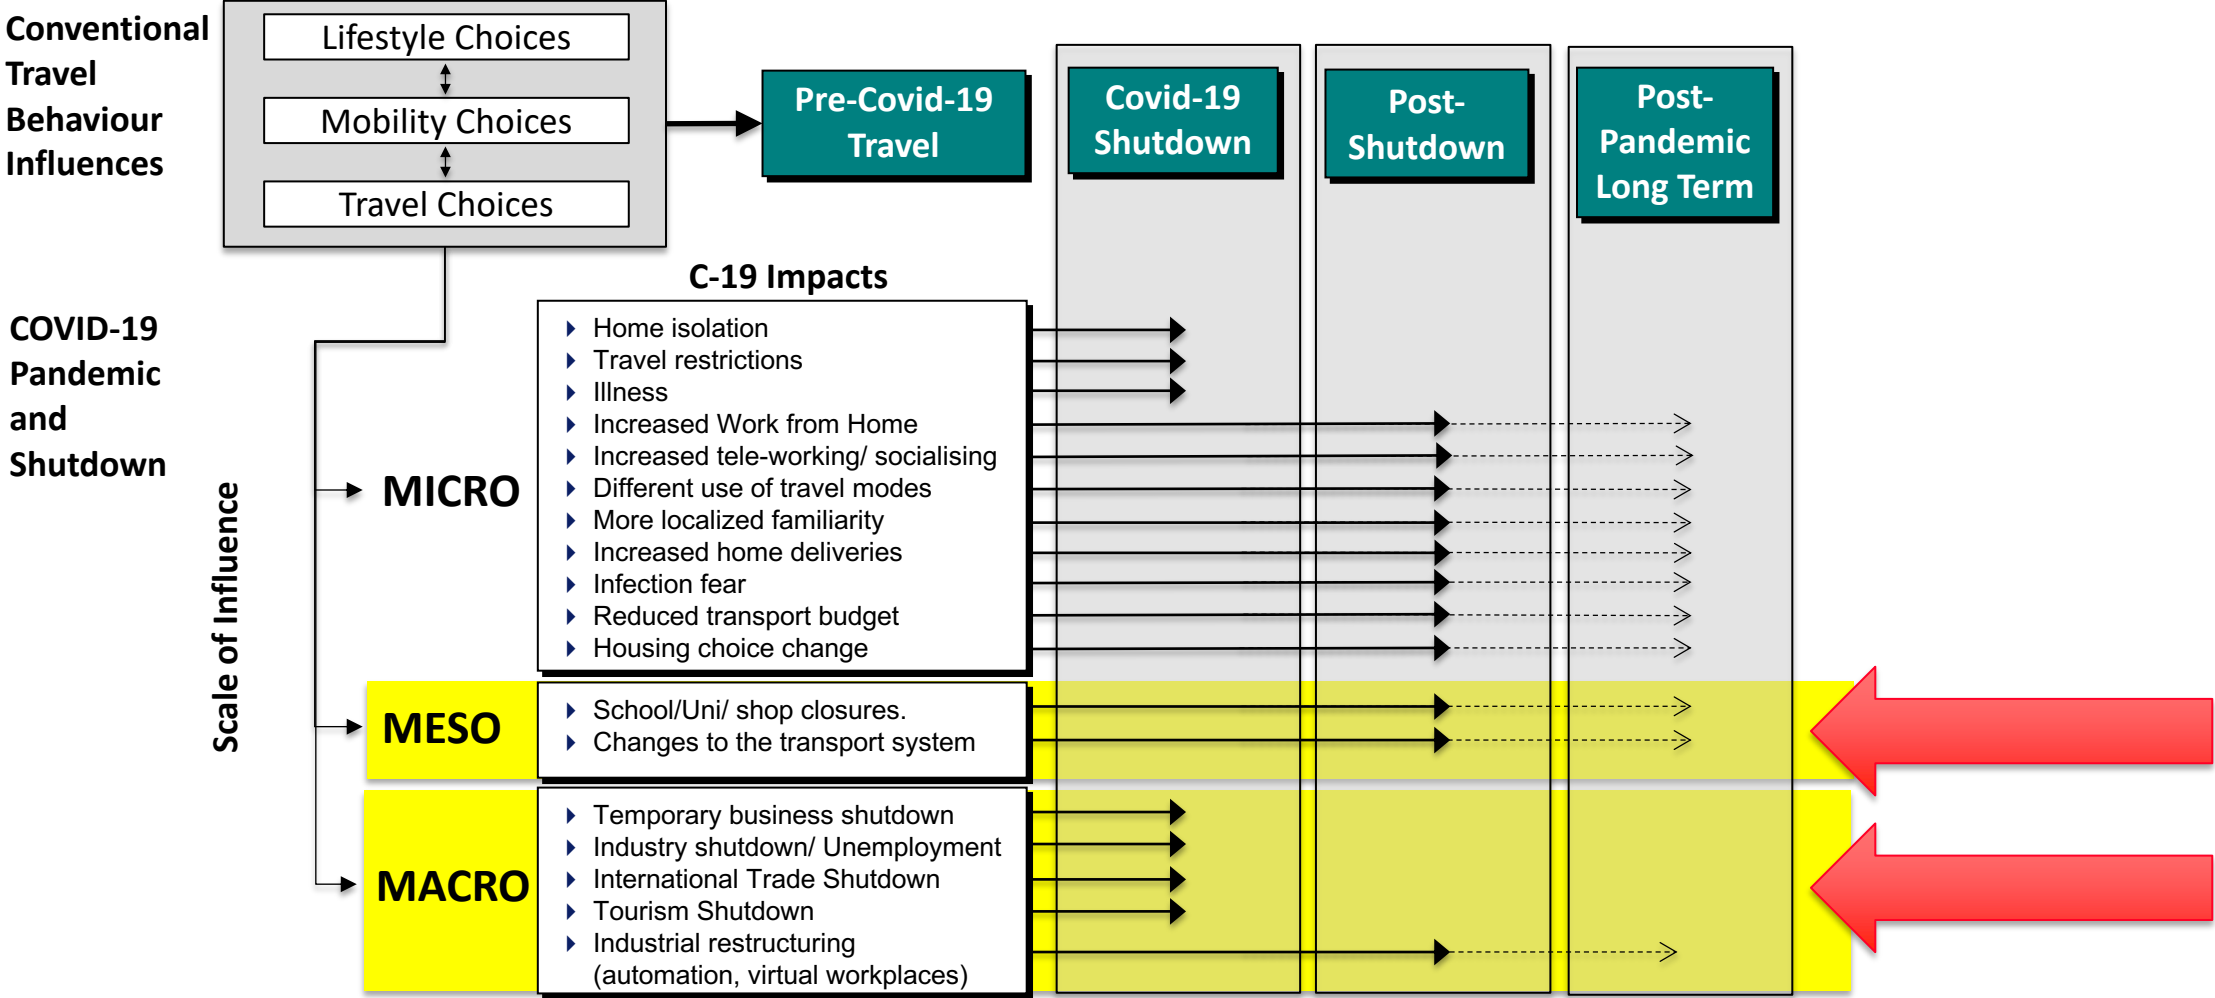 Conventional
Travel
Behaviour
Influences
Lifestyle Choices
Mobility Choices
Travel Choices
Pre-Covid-19
Travel
Covid-19
Shutdown
Post-
Shutdown
Post-
Pandemic
Long Term
COVID-19
Pandemic
and
Shutdown
Scale of Influence
C-19 Impacts
MICRO
Home isolation
Travel restrictions
Illness
Increased Work from Home
Increased tele-working/ socialising
Different use of travel modes
More localized familiarity
Increased home deliveries
Infection fear
Reduced transport budget
Housing choice change
MESO
School/Uni/ shop closures.
Changes to the transport system
MACRO
Temporary business shutdown
Industry shutdown/ Unemployment
International Trade Shutdown
Tourism Shutdown
Industrial restructuring
(automation, virtual workplaces)